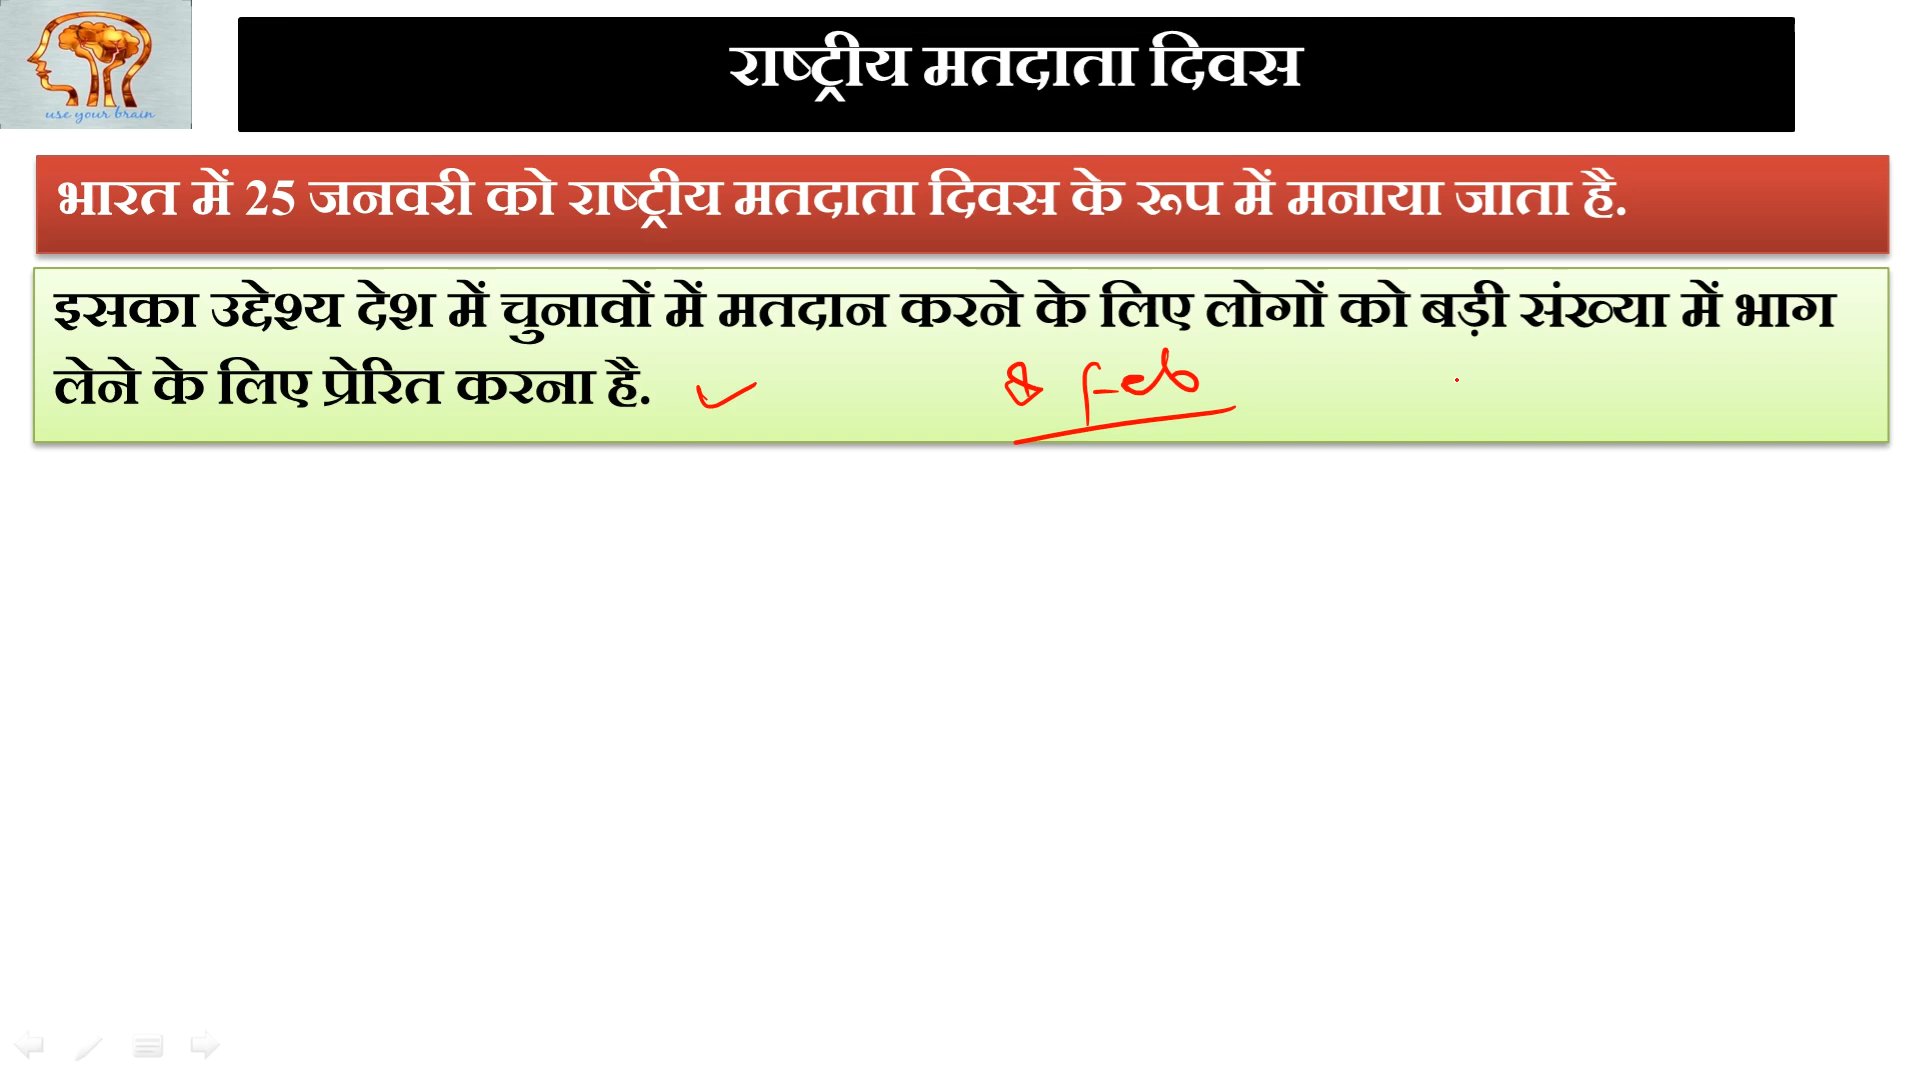 use your brain
राष्ट्रीय मतदाता दिवस
भारत में 25 जनवरी को राष्ट्रीय मतदाता दिवस के रूप में मनाया जाता है.
इसका उद्देश्य देश में चुनावों में मतदान करने के लिए लोगों को बड़ी संख्या में भाग
लेने के लिए प्रेरित करना है.
8 Feb